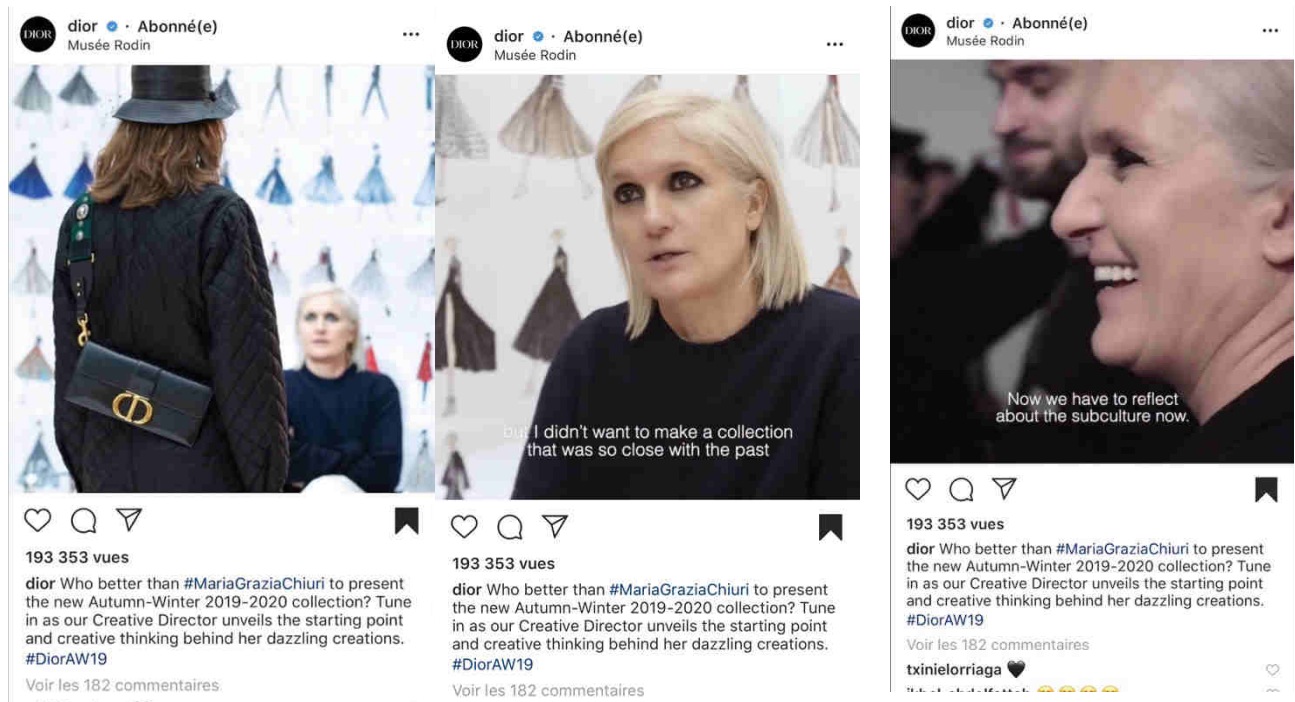 DIOR
dior · Abonné(e)
Musée Rodin
193 353 vues
dior Who better than #MariaGraziaChiuri to present
the new Autumn-Winter 2019-2020 collection? Tune
in as our Creative Director unveils the starting point
and creative thinking behind her dazzling creations.
#DiorAW19
Voir les 182 commentaires
DIOR
dior · Abonné(e)
Musée Rodin
but I didn't want to make a collection
that was so close with the past
193 353 vues
dior Who better than #MariaGraziaChiuri to present
the new Autumn-Winter 2019-2020 collection? Tune
in as our Creative Director unveils the starting point
and creative thinking behind her dazzling creations.
#DiorAW19
Voir les 182 commentaires
DIOR
dior · Abonné(e)
Musée Rodin
Now we have to reflect
about the subculture now.
193 353 vues
dior Who better than #MariaGraziaChiuri to present
the new Autumn-Winter 2019-2020 collection? Tune
in as our Creative Director unveils the starting point
and creative thinking behind her dazzling creations.
#DiorAW19
Voir les 182 commentaires
txinielorriaga 🖤